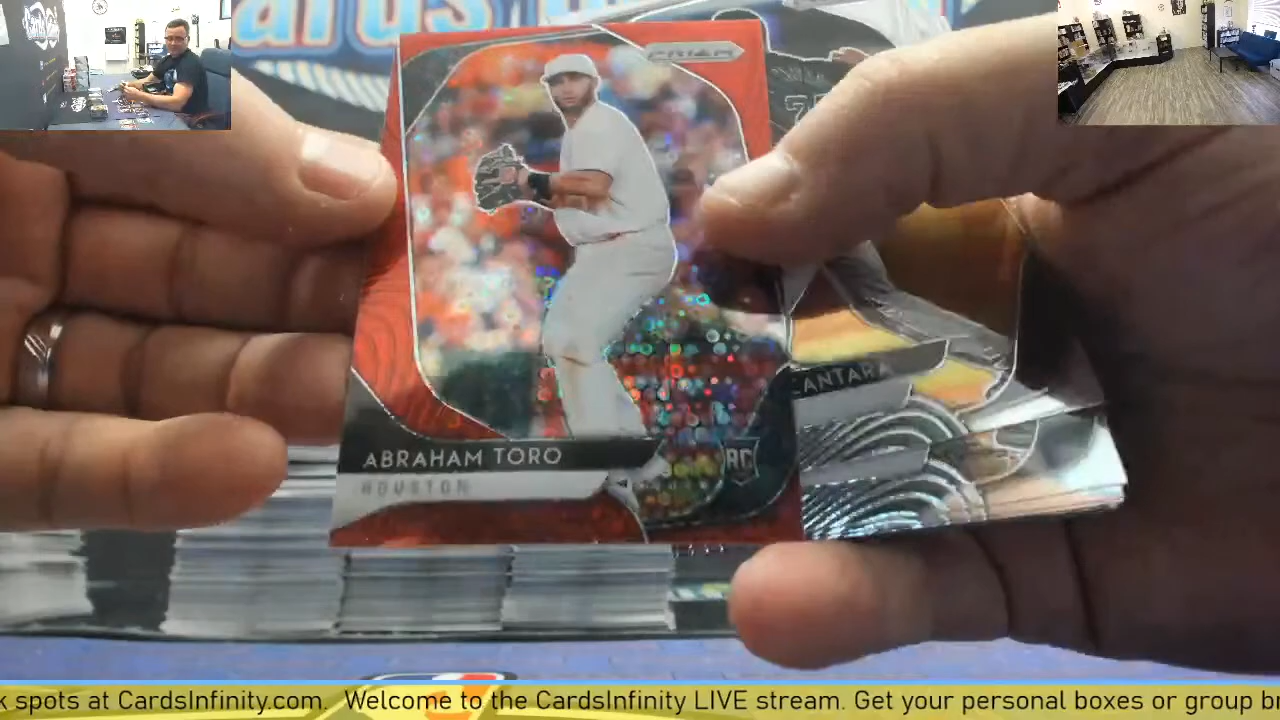 PRIZM
ABRAHAM TORO
HOUSTON
RC
CANTARA
k spots at CardsInfinity.com. Welcome to the CardsInfinity LIVE stream. Get your personal boxes or group b